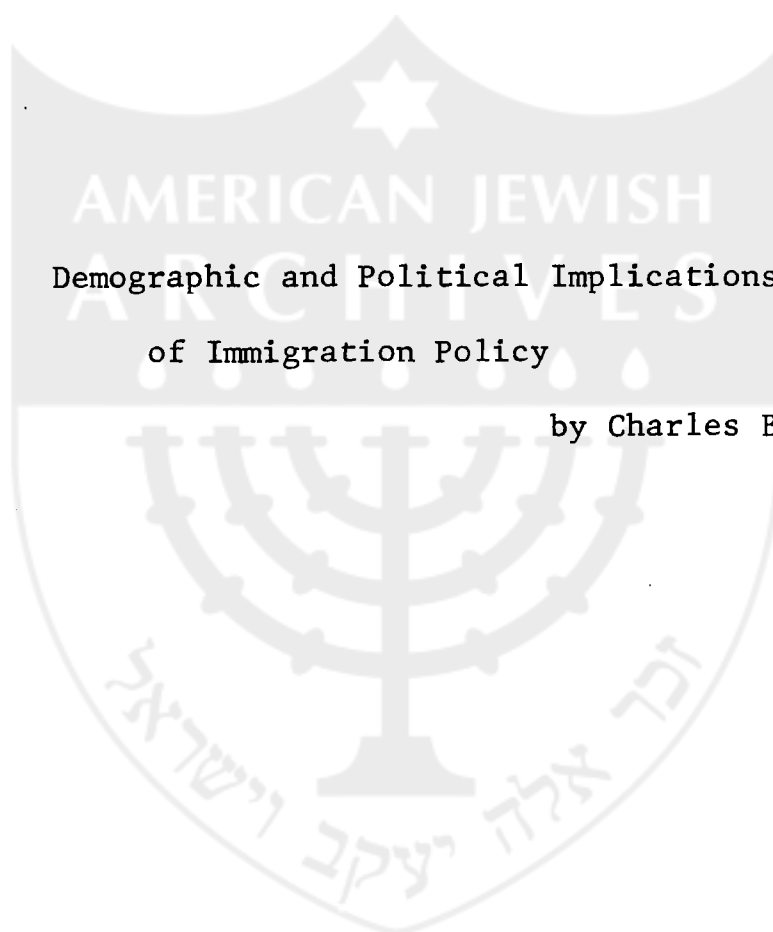 AMERICAN JEWISH
ARCHIVES
Demographic and Political Implications
of Immigration Policy
by Charles
זכר אלה יעקב וישראל